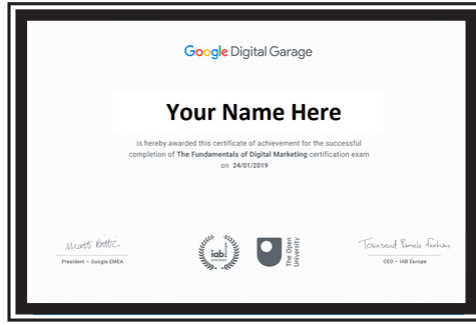 Google Digital Garage
Your Name Here
is hereby awarded this certificate of achievement for the successful
completion of The Fundamentals of Digital Marketing certification exam
on 24/01/2019
iab:
The Open
University
President – Google EMEA
CEO – IAB Europe